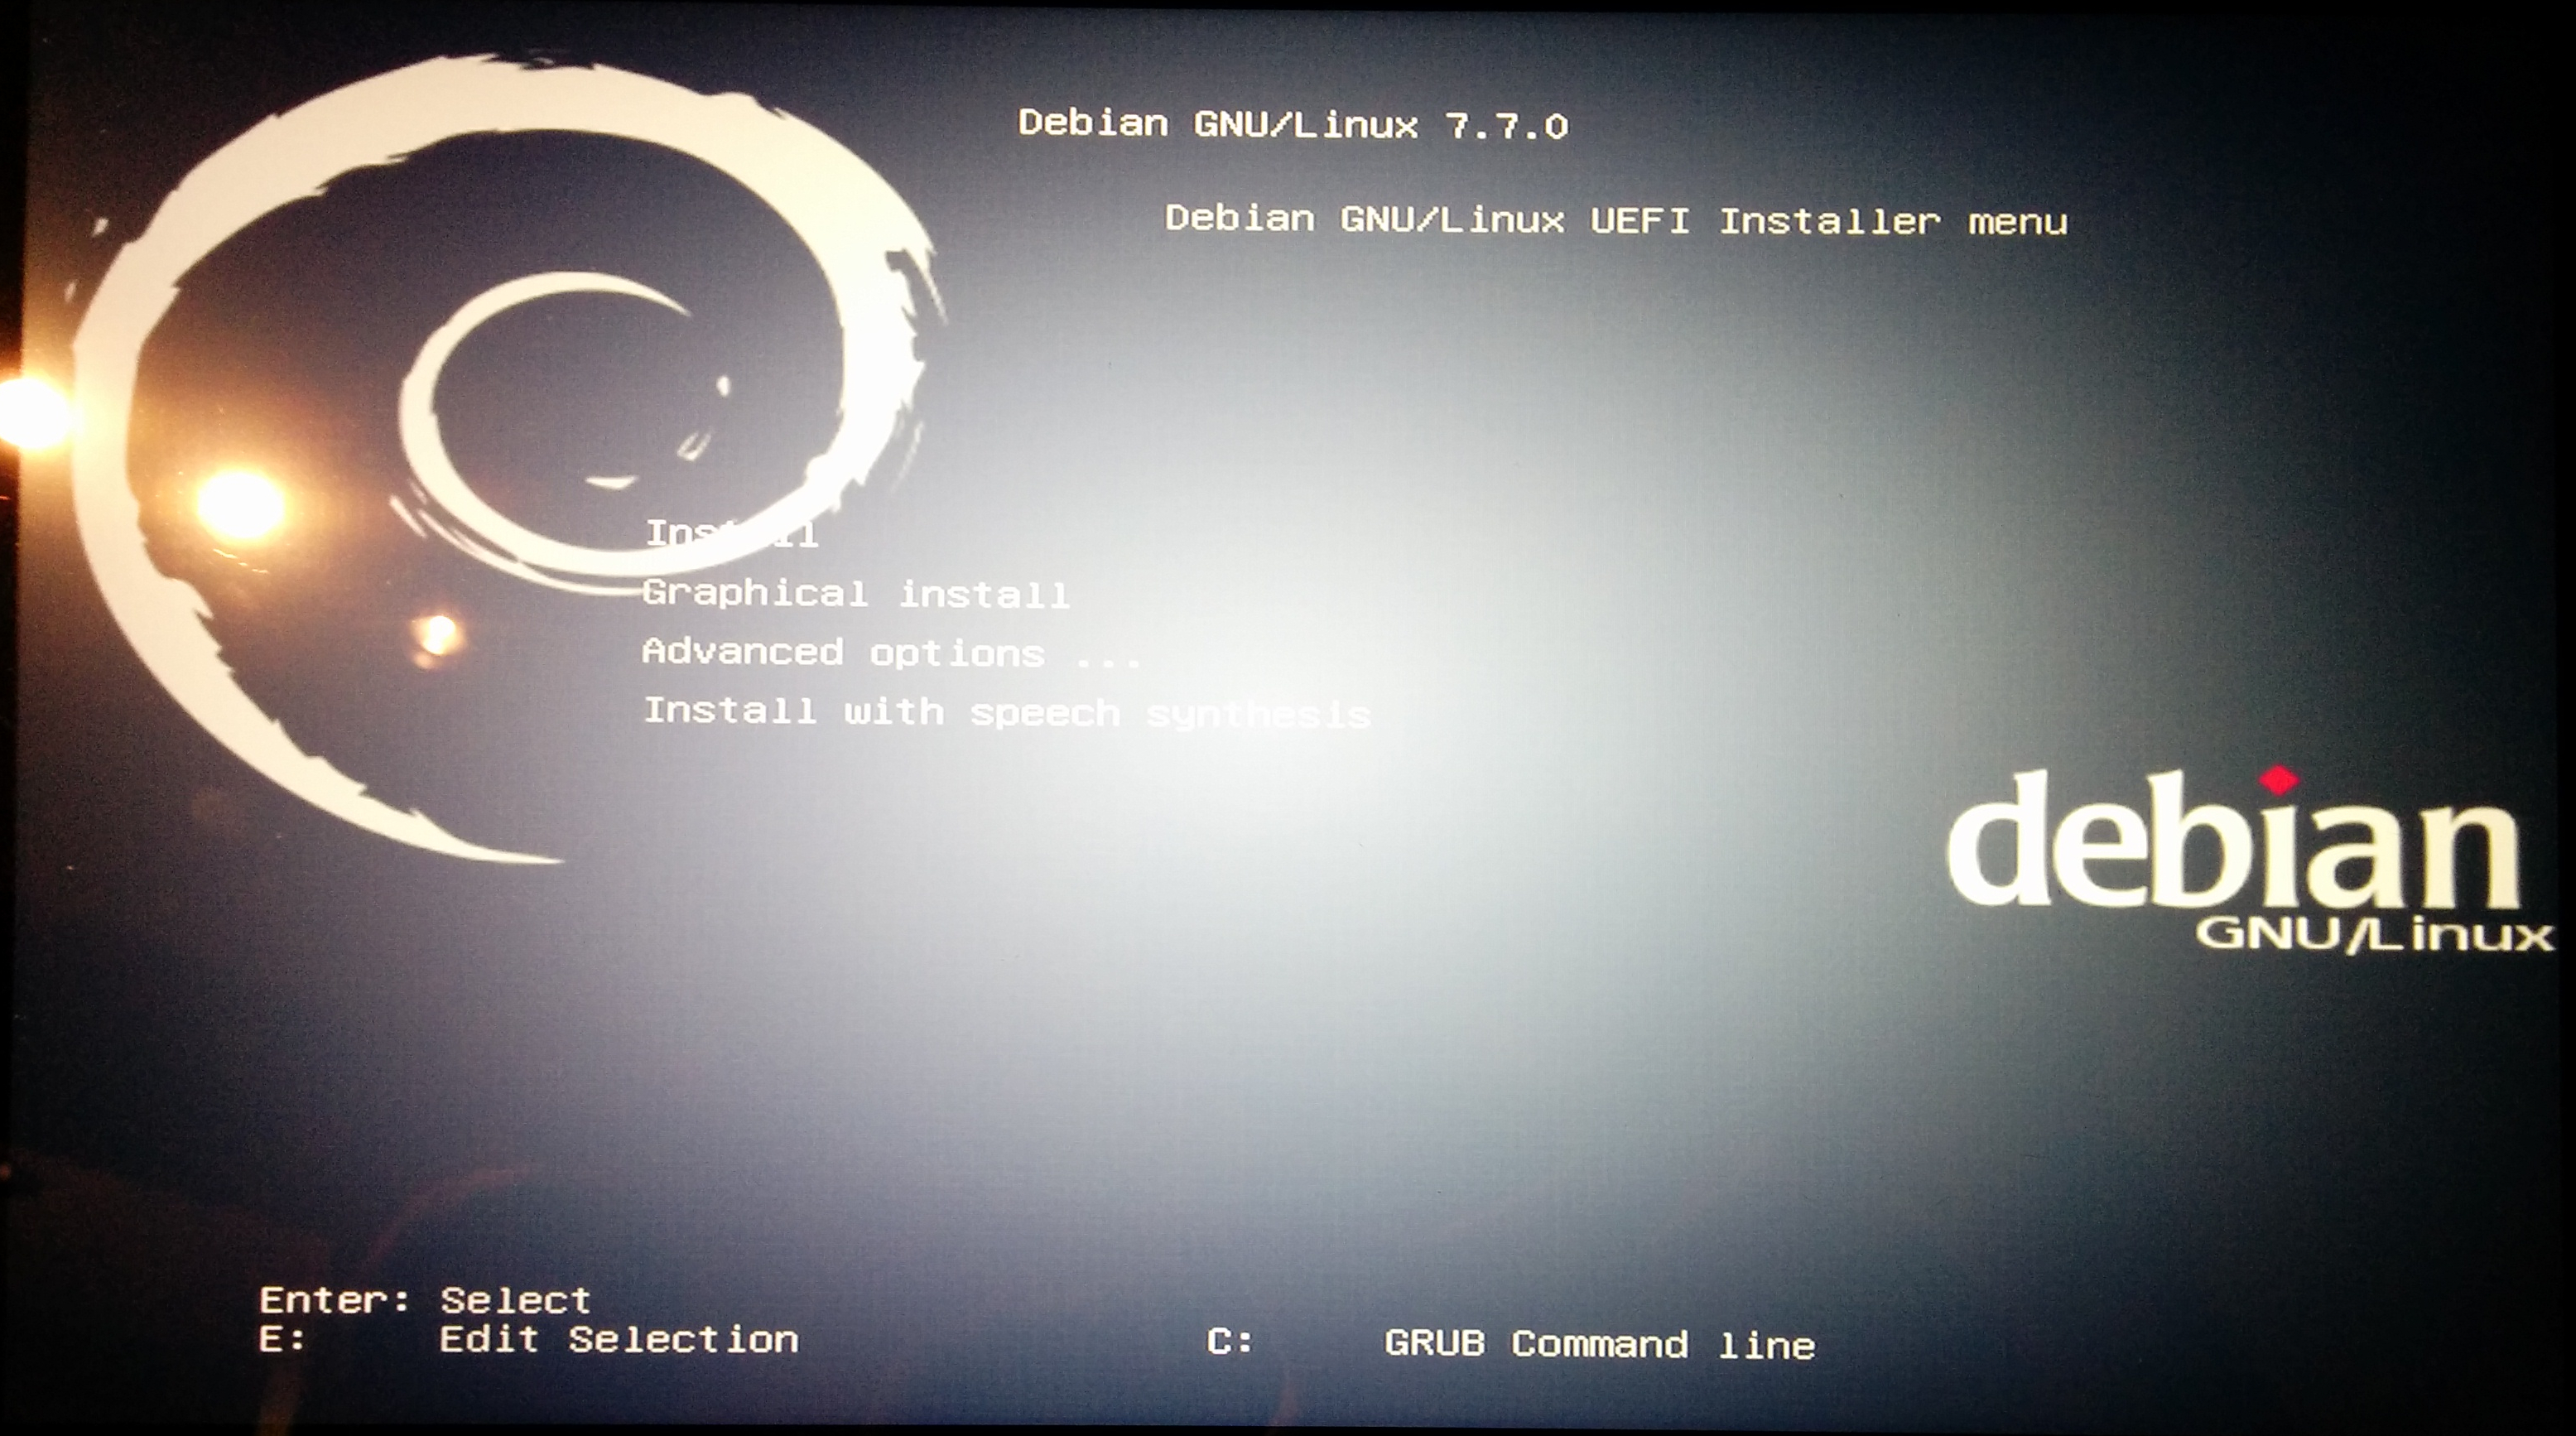 Debian GNU/Linux 7.7.0
Debian GNU/Linux UEFI Installer menu
Install
Graphical install
Advanced options ...
Install with speech synthesis
debian
GNU/Linux
Enter: Select
E: Edit Selection C: GRUB Command line